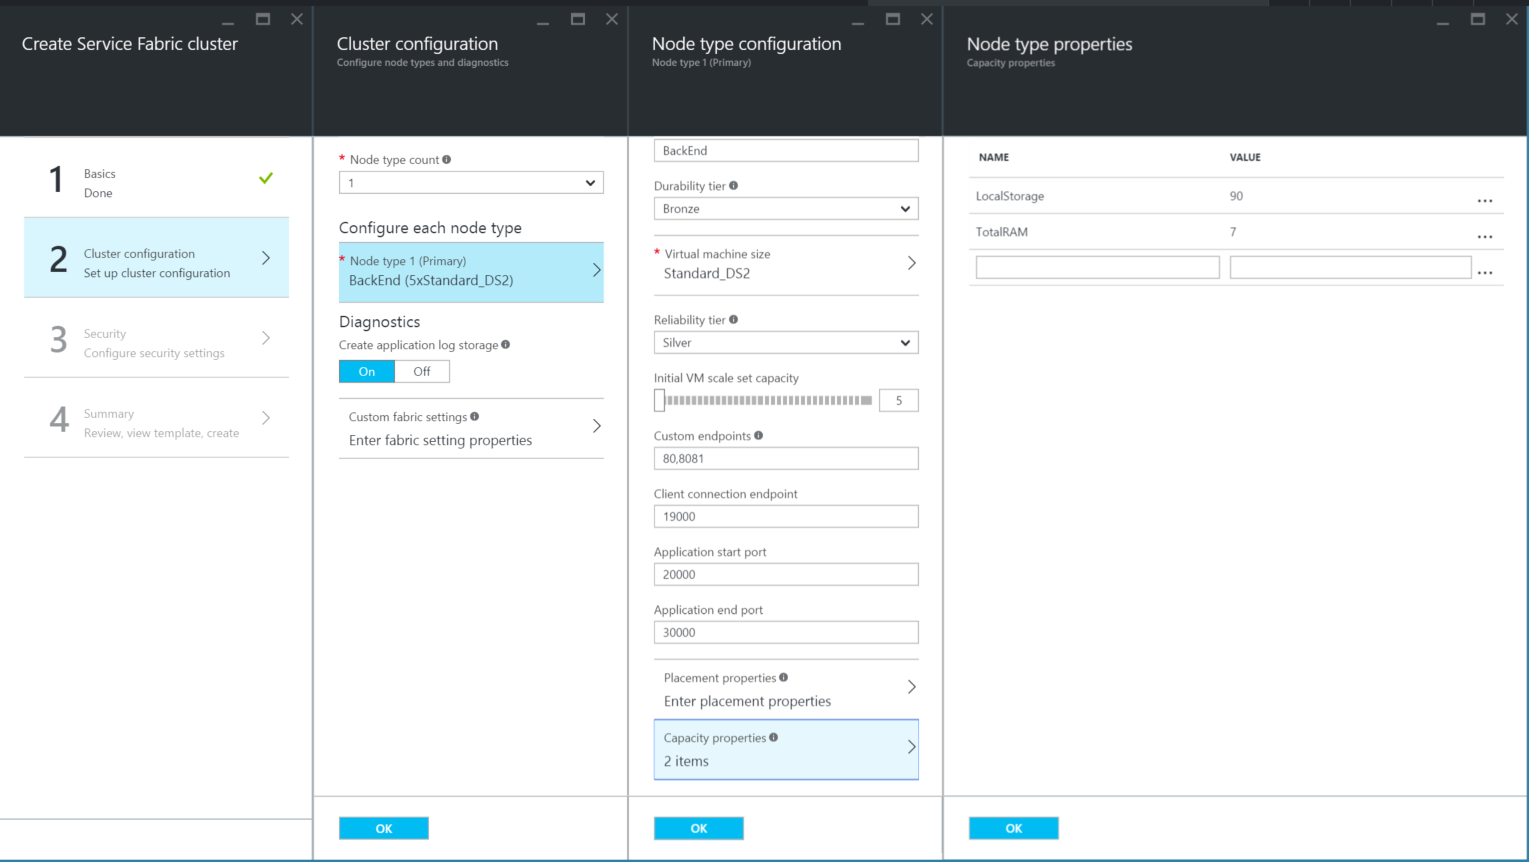 Create Service Fabric cluster
1
Basics
Done
2
Cluster configuration
Set up cluster configuration
3
Security
Configure security settings
4
Summary
Review, view template, create
Cluster configuration
Configure node types and diagnostics
* Node type count
1
Configure each node type
* Node type 1 (Primary)
BackEnd (5xStandard_DS2)
Diagnostics
Create application log storage
On Off
Custom fabric settings
Enter fabric setting properties
OK
Node type configuration
Node type 1 (Primary)
BackEnd
Durability tier
Bronze
* Virtual machine size
Standard_DS2
Reliability tier
Silver
Initial VM scale set capacity
5
Custom endpoints
80,8081
Client connection endpoint
19000
Application start port
20000
Application end port
30000
Placement properties
Enter placement properties
Capacity properties
2 items
OK
Node type properties
Capacity properties
NAME VALUE
LocalStorage 90 ...
TotalRAM 7 ...
...
OK